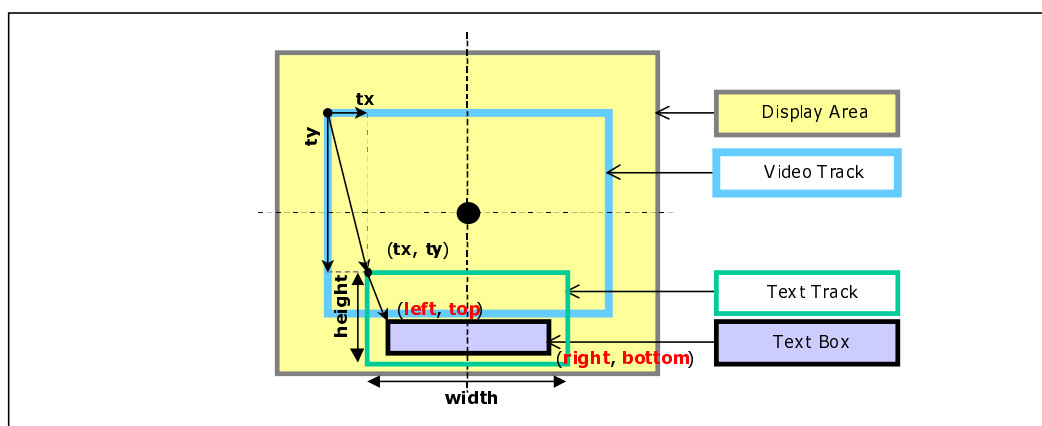 tx
Display Area
ty
Video Track
(tx, ty)
Text Track
height
(left, top)
Text Box
(right, bottom)
width